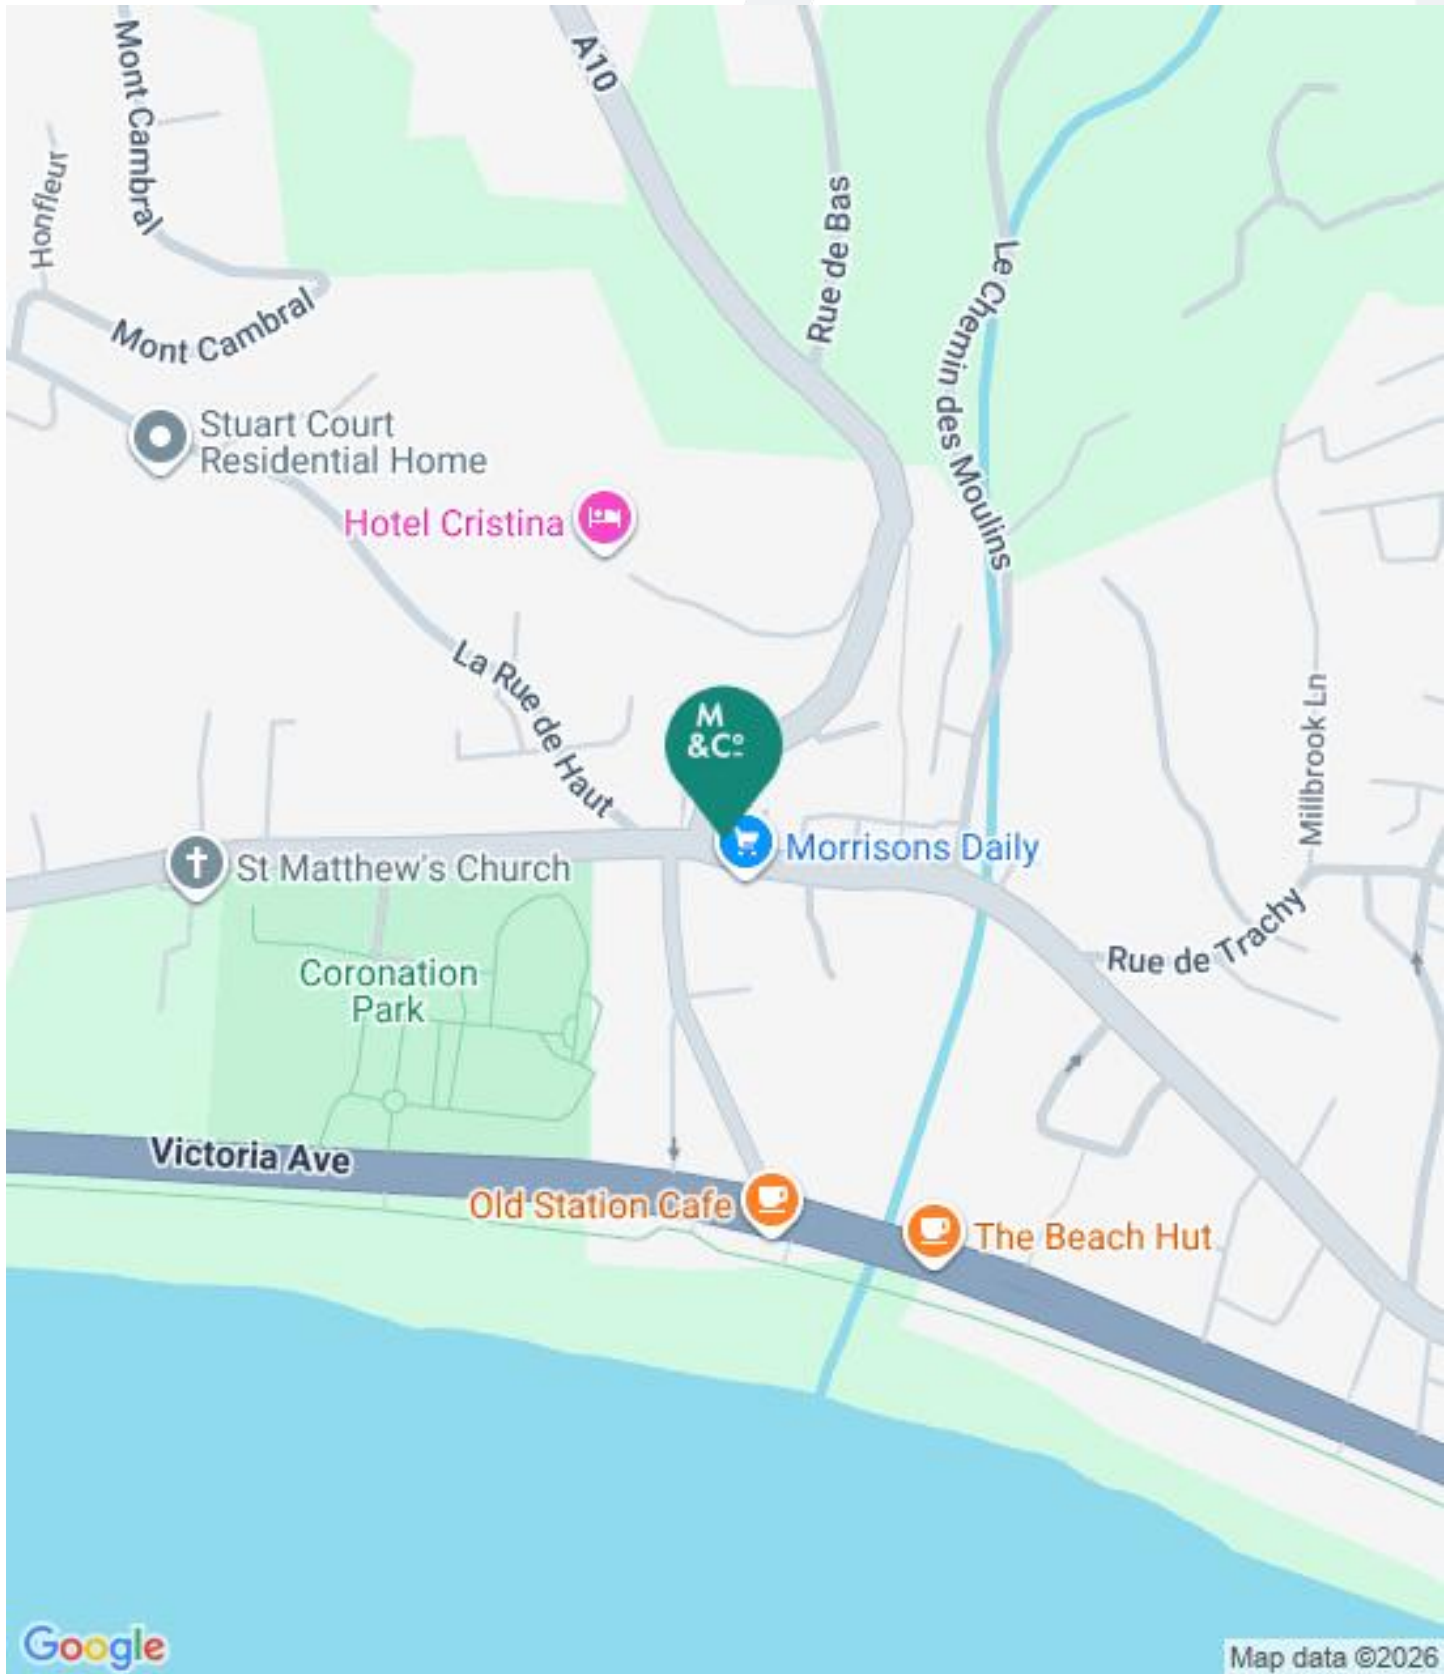 A10
Mont Cambral
Honfleur
Rue de Bas
Le Chemin des Moulins
Mont Cambral
Stuart Court
Residential Home
Hotel Cristina
La Rue de Haut
M
&Cº
Millbrook Ln
Morrisons Daily
St Matthew's Church
Rue de Trachy
Coronation
Park
Victoria Ave
Old Station Cafe
The Beach Hut
Google
Map data ©2026